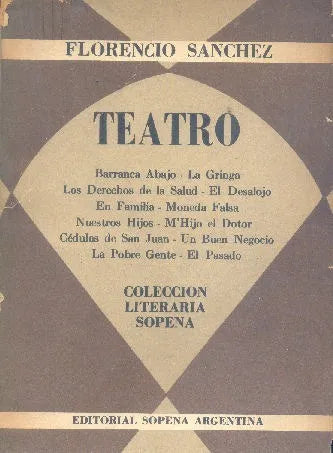 FLORENCIO SANCHEZ
TEATRO
Barranca Abajo - La Gringa
Los Derechos de la Salud - El Desalojo
En Familia - Moneda Falsa
Nuestros Hijos - M'Hijo el Dotor
Cédulas de San Juan - Un Buen Negocio
La Pobre Gente - El Pasado
COLECCION
LITERARIA
SOPENA
EDITORIAL SOPENA ARGENTINA